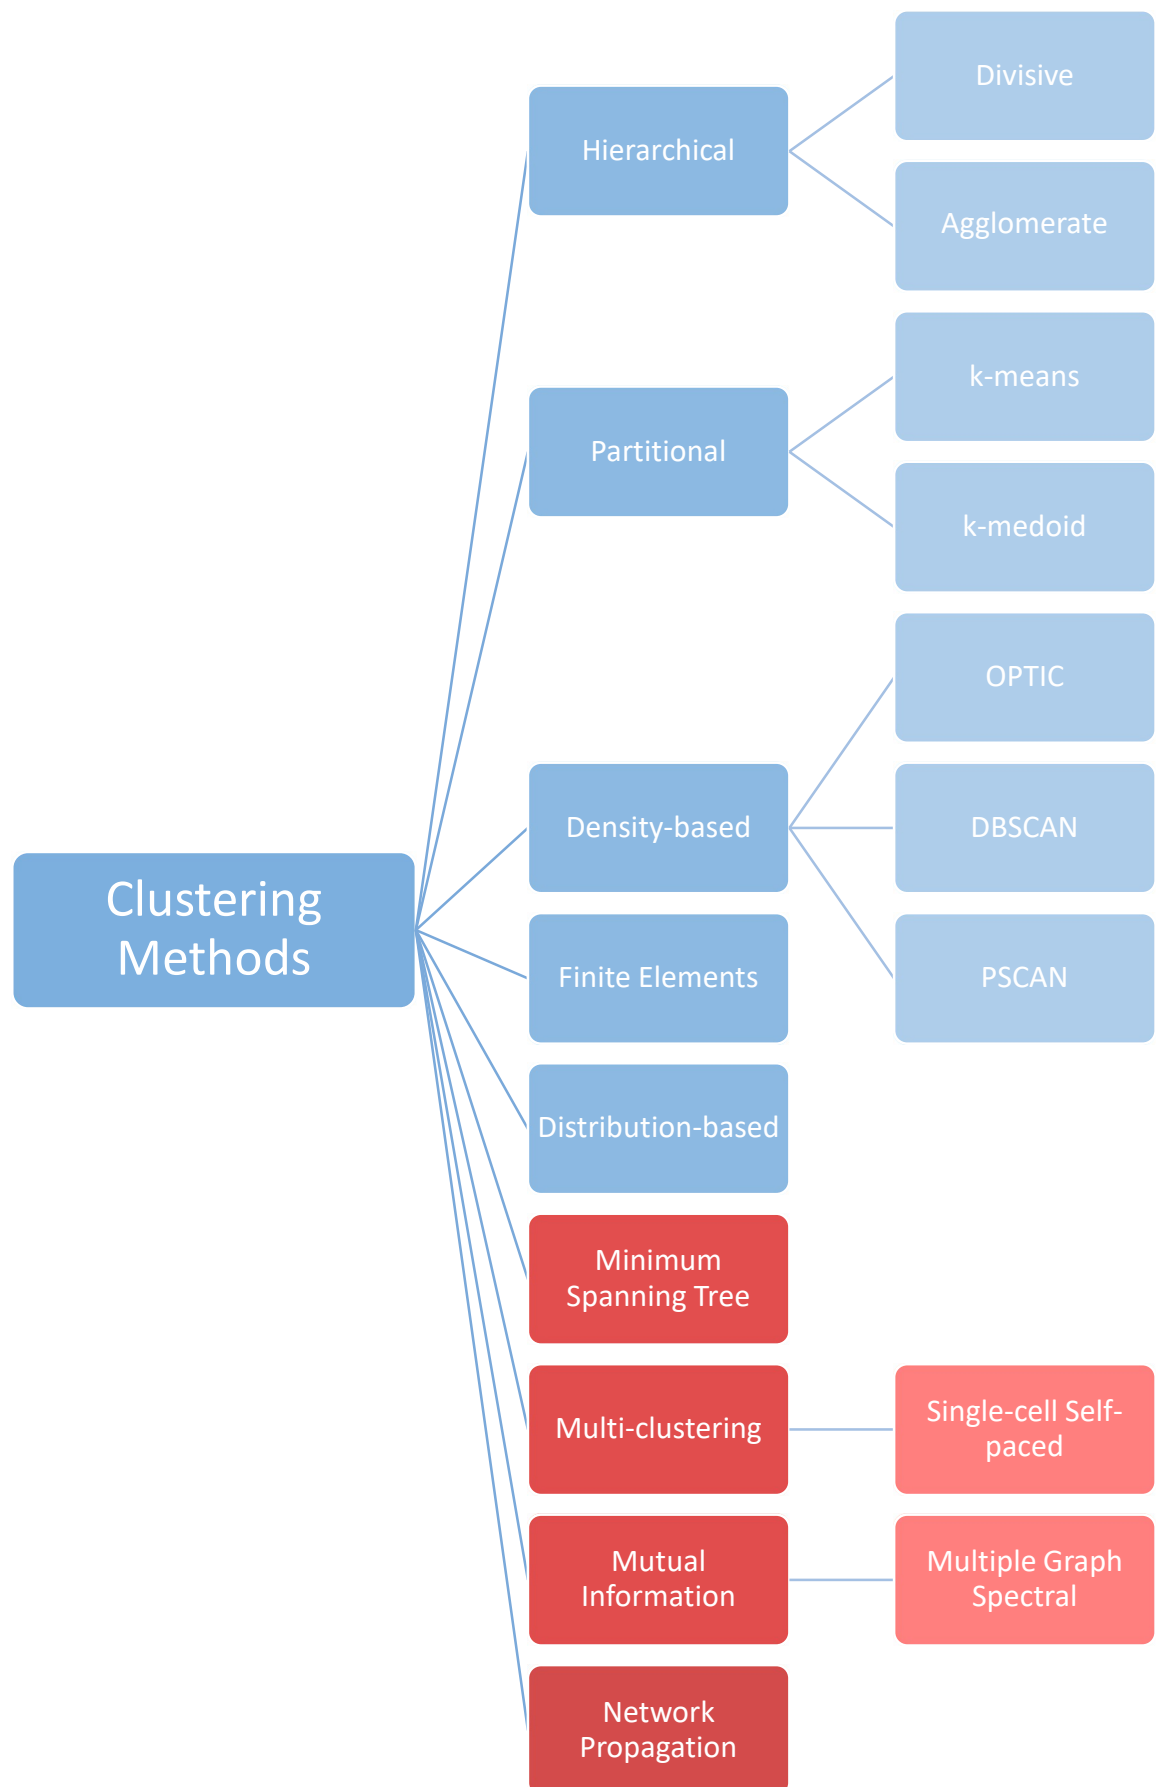 Clustering
Methods
Hierarchical
Divisive
Agglomerate
Partitional
k-means
k-medoid
Density-based
OPTIC
DBSCAN
PSCAN
Finite Elements
Distribution-based
Minimum
Spanning Tree
Multi-clustering
Single-cell Self-
paced
Mutual
Information
Multiple Graph
Spectral
Network
Propagation